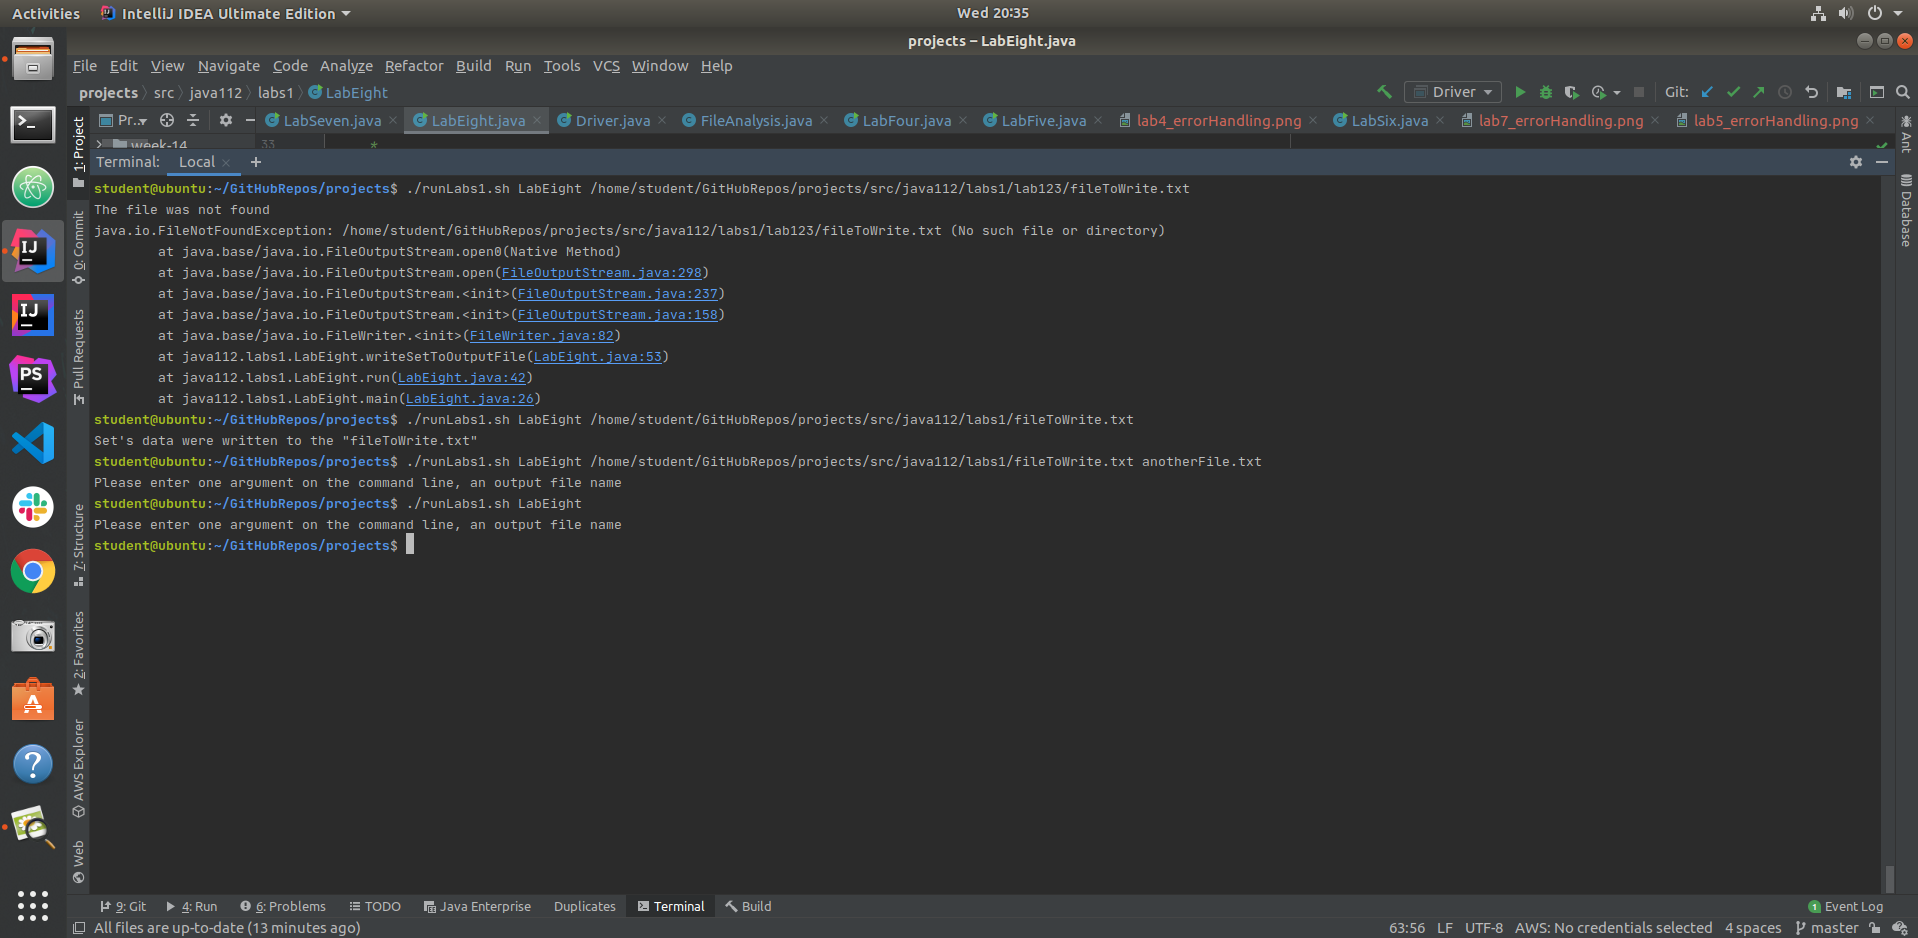 Activities IntelliJ IDEA Ultimate Edition Wed 20:35
projects – LabEight.java
File Edit View Navigate Code Analyze Refactor Build Run Tools VCS Window Help
projects src java112 labs1 LabEight Driver Git:
Pr... LabSeven.java LabEight.java Driver.java FileAnalysis.java LabFour.java LabFive.java lab4_errorHandling.png LabSix.java lab7_errorHandling.png lab5_errorHandling.png
week-14 33 *
Terminal: Local +
student@ubuntu:~/GitHubRepos/projects$ ./runLabs1.sh LabEight /home/student/GitHubRepos/projects/src/java112/labs1/lab123/fileToWrite.txt
The file was not found
java.io.FileNotFoundException: /home/student/GitHubRepos/projects/src/java112/labs1/lab123/fileToWrite.txt (No such file or directory)
at java.base/java.io.FileOutputStream.open0(Native Method)
at java.base/java.io.FileOutputStream.open(FileOutputStream.java:298)
at java.base/java.io.FileOutputStream.<init>(FileOutputStream.java:237)
at java.base/java.io.FileOutputStream.<init>(FileOutputStream.java:158)
at java.base/java.io.FileWriter.<init>(FileWriter.java:82)
at java112.labs1.LabEight.writeSetToOutputFile(LabEight.java:53)
at java112.labs1.LabEight.run(LabEight.java:42)
at java112.labs1.LabEight.main(LabEight.java:26)
student@ubuntu:~/GitHubRepos/projects$ ./runLabs1.sh LabEight /home/student/GitHubRepos/projects/src/java112/labs1/fileToWrite.txt
Set's data were written to the "fileToWrite.txt"
student@ubuntu:~/GitHubRepos/projects$ ./runLabs1.sh LabEight /home/student/GitHubRepos/projects/src/java112/labs1/fileToWrite.txt anotherFile.txt
Please enter one argument on the command line, an output file name
student@ubuntu:~/GitHubRepos/projects$ ./runLabs1.sh LabEight
Please enter one argument on the command line, an output file name
student@ubuntu:~/GitHubRepos/projects$
1: Project
0: Commit
Pull Requests
7: Structure
2: Favorites
AWS Explorer
Web
Ant
Database
IJ
IJ
PS
9: Git 4: Run 6: Problems TODO Java Enterprise Duplicates Terminal Build 1 Event Log
All files are up-to-date (13 minutes ago) 63:56 LF UTF-8 AWS: No credentials selected 4 spaces master